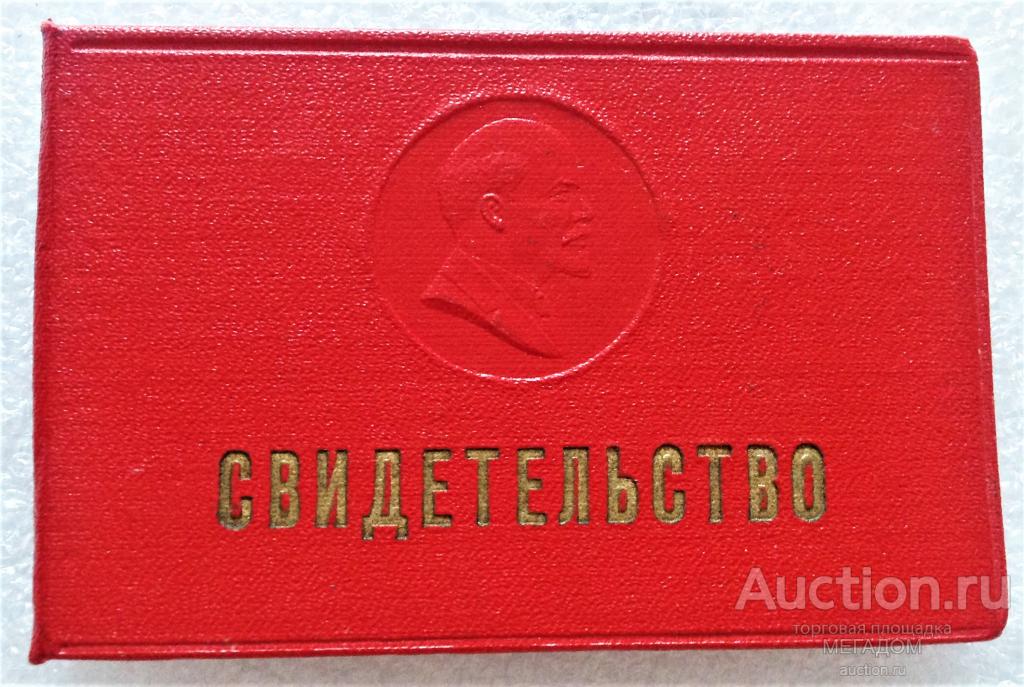 СВИДЕТЕЛЬСТВО
Auction.ru
торговая площадка
МЕГАДОМ
auction.ru